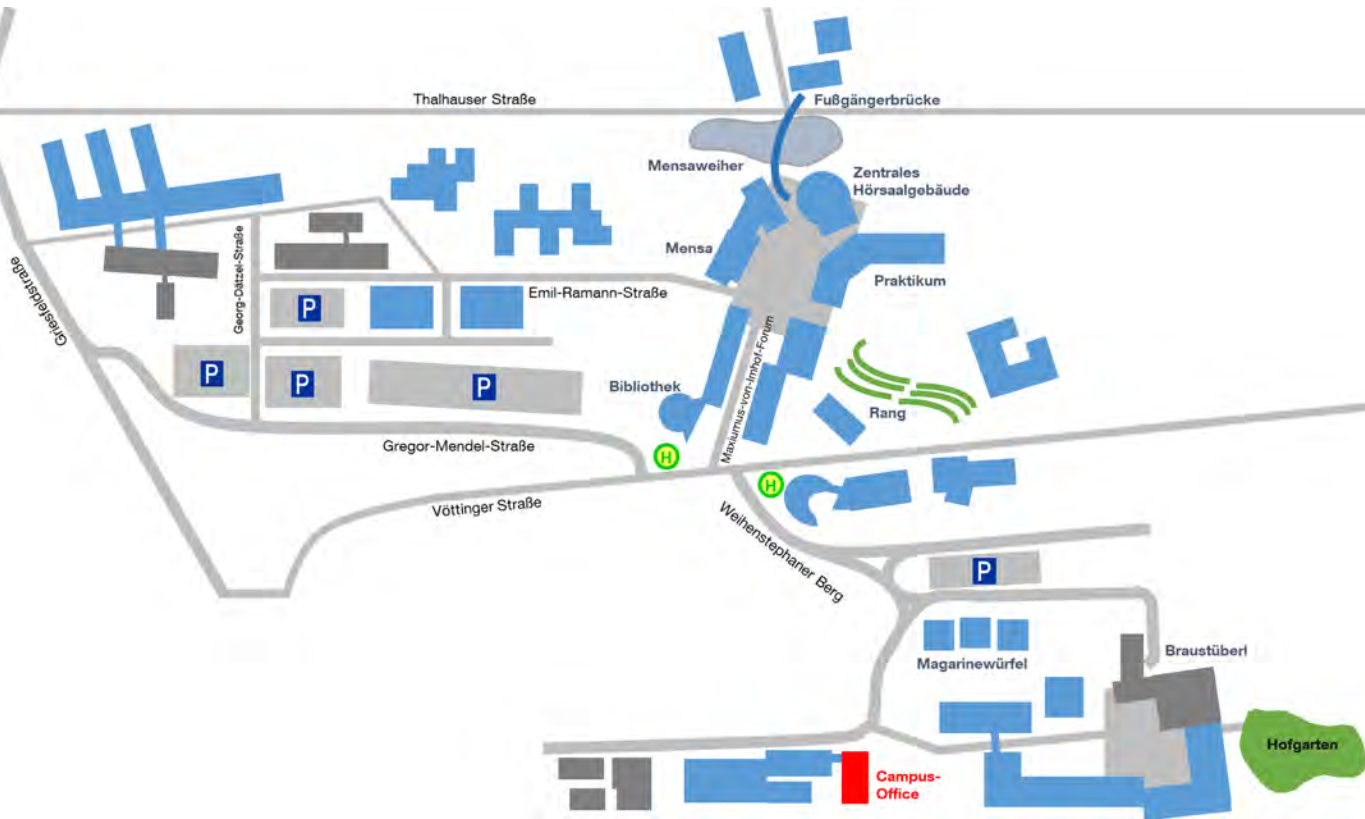 Thalhauser Straße
Fußgängerbrücke
Mensaweiher
Zentrales
Hörsaalgebäude
Mensa
Praktikum
Griesfeldstraße
Georg-Dätzel-Straße
Emil-Ramann-Straße
P
P
P
P
Maxiumus-von-Imhof-Forum
Bibliothek
Rang
Gregor-Mendel-Straße
H
H
Vöttinger Straße
Weihenstephaner Berg
P
Magarinewürfel
Braustüberl
Hofgarten
Campus-
Office